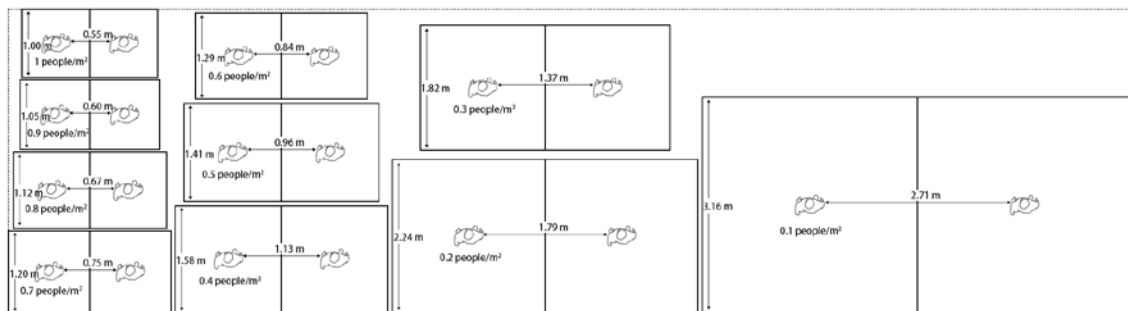 0.55 m
1.00 m
1 people/m²
0.60 m
1.05 m
0.9 people/m²
0.67 m
1.12 m
0.8 people/m²
0.75 m
1.20 m
0.7 people/m²
0.84 m
1.29 m
0.6 people/m²
0.96 m
1.41 m
0.5 people/m²
1.13 m
1.58 m
0.4 people/m²
1.37 m
1.82 m
0.3 people/m²
1.79 m
2.24 m
0.2 people/m²
2.71 m
3.16 m
0.1 people/m²